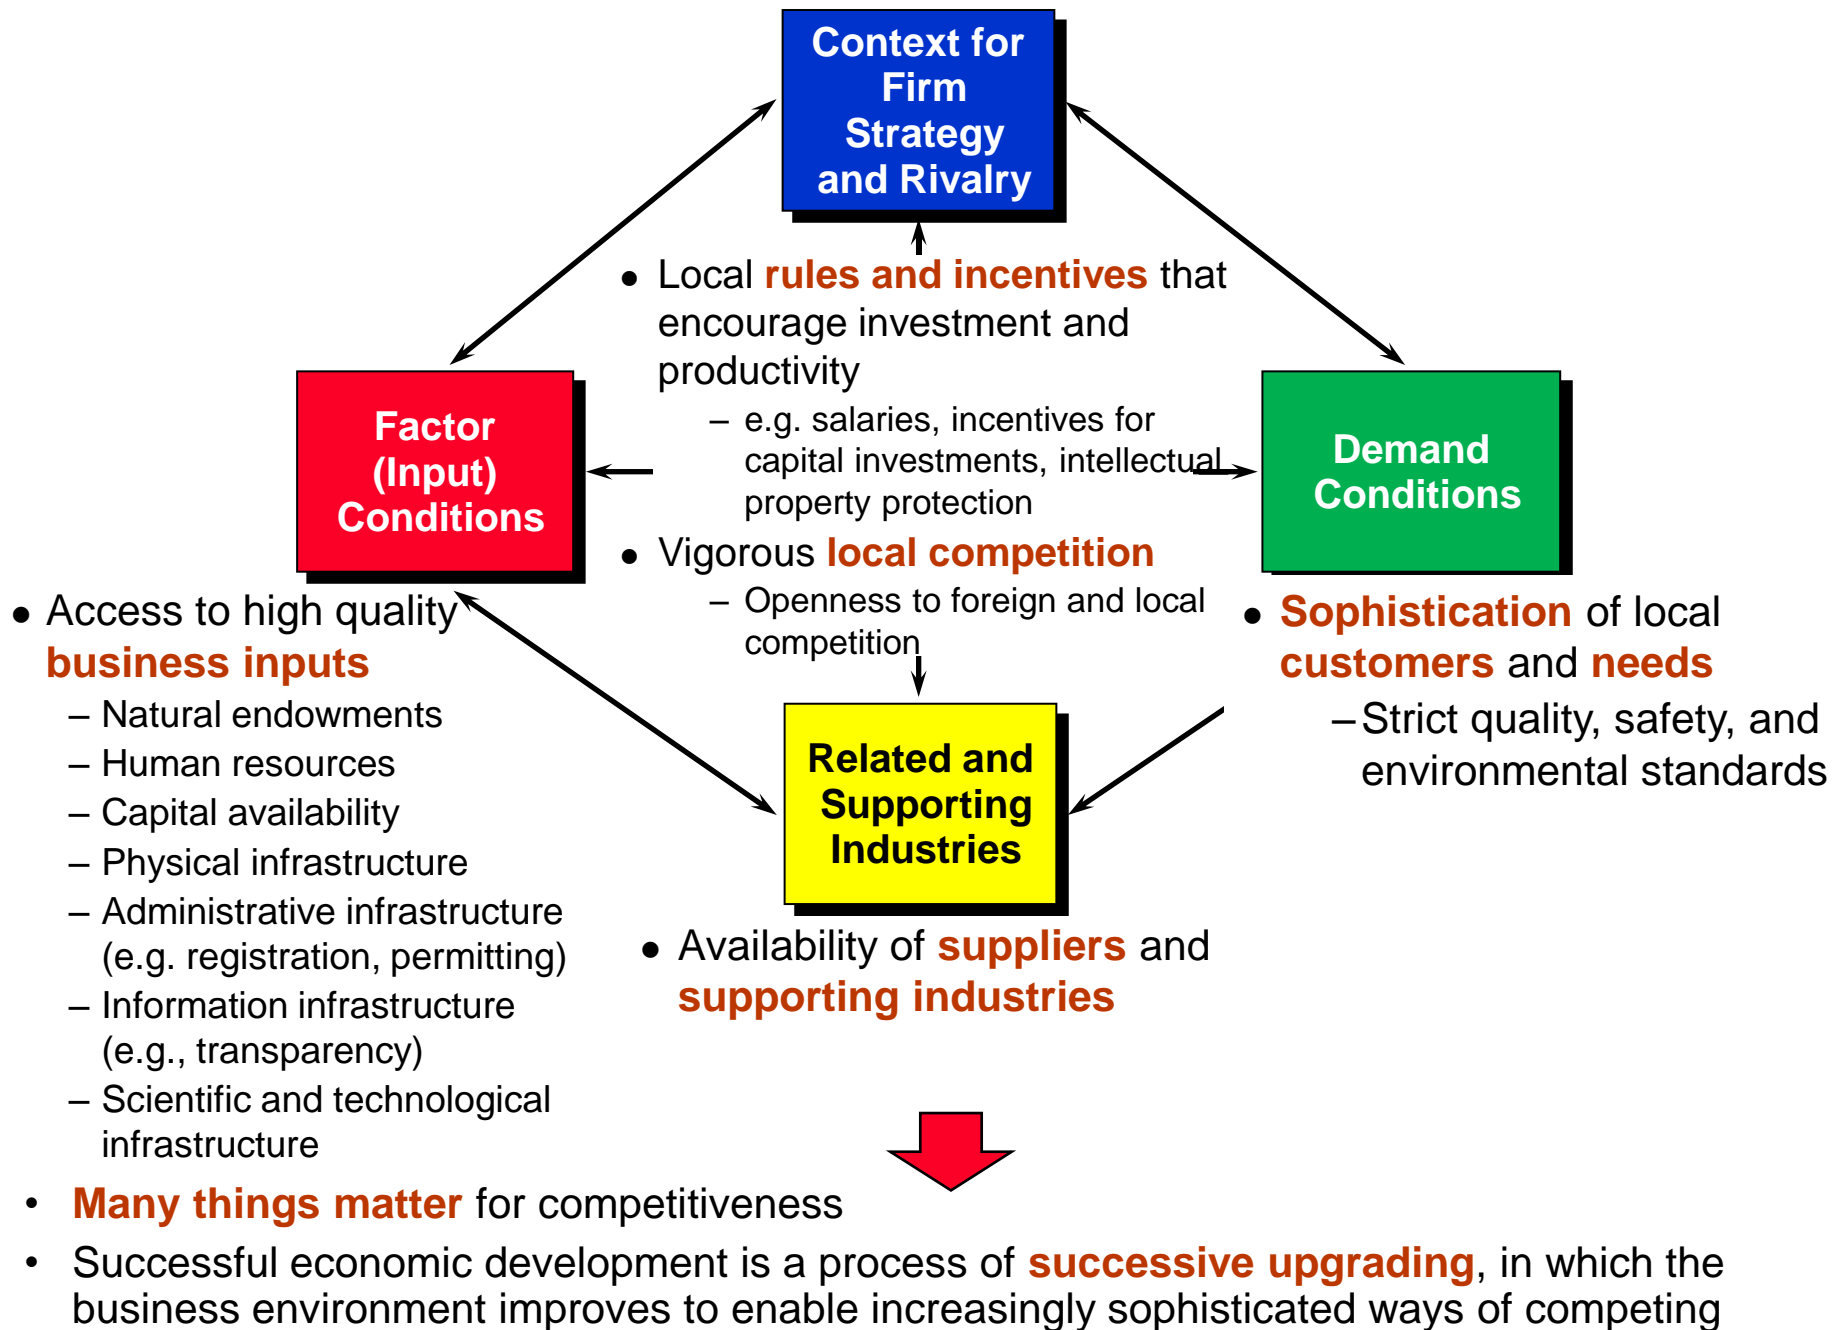 Context for
Firm
Strategy
and Rivalry
● Local rules and incentives that
encourage investment and
productivity
– e.g. salaries, incentives for
capital investments, intellectual
property protection
● Vigorous local competition
– Openness to foreign and local
competition
Factor
(Input)
Conditions
Demand
Conditions
● Access to high quality
business inputs
– Natural endowments
– Human resources
– Capital availability
– Physical infrastructure
– Administrative infrastructure
(e.g. registration, permitting)
– Information infrastructure
(e.g., transparency)
– Scientific and technological
infrastructure
● Sophistication of local
customers and needs
– Strict quality, safety, and
environmental standards
Related and
Supporting
Industries
● Availability of suppliers and
supporting industries
• Many things matter for competitiveness
• Successful economic development is a process of successive upgrading, in which the
business environment improves to enable increasingly sophisticated ways of competing